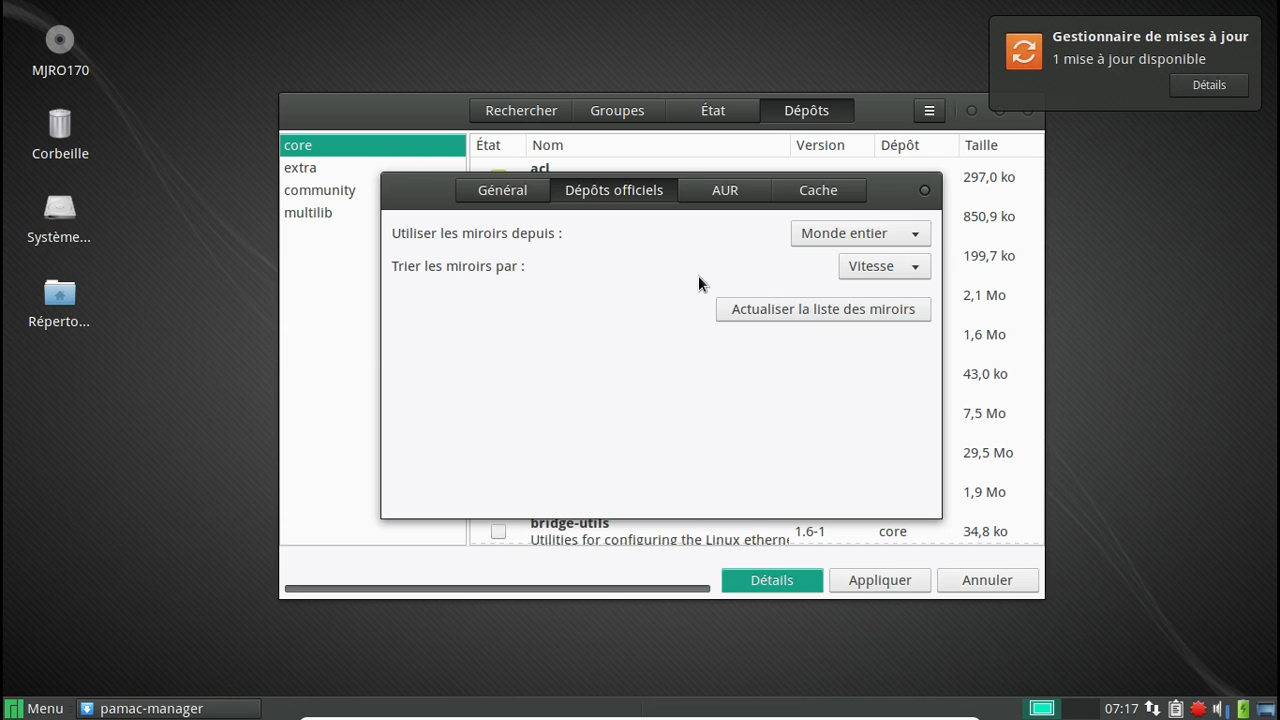 MJRO170
Corbeille
Système...
Réperto...
Gestionnaire de mises à jour
1 mise à jour disponible
Détails
Rechercher
Groupes
État
Dépôts
core
extra
community
multilib
État
Nom
Version
Dépôt
Taille
acl
297,0 ko
850,9 ko
199,7 ko
2,1 Mo
1,6 Mo
43,0 ko
7,5 Mo
29,5 Mo
1,9 Mo
Général
Dépôts officiels
AUR
Cache
Utiliser les miroirs depuis :
Monde entier
Trier les miroirs par :
Vitesse
Actualiser la liste des miroirs
bridge-utils
Utilities for configuring the Linux etherne
1.6-1
core
34,8 ko
Détails
Appliquer
Annuler
Menu
pamac-manager
07:17